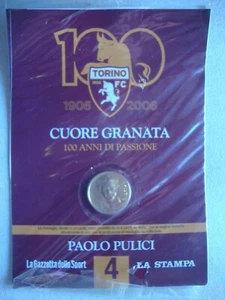 100
TORINO
1906 FC
1906 2006
CUORE GRANATA
100 ANNI DI PASSIONE
PAOLO PULICI
La Gazzetta dello Sport 4 LA STAMPA